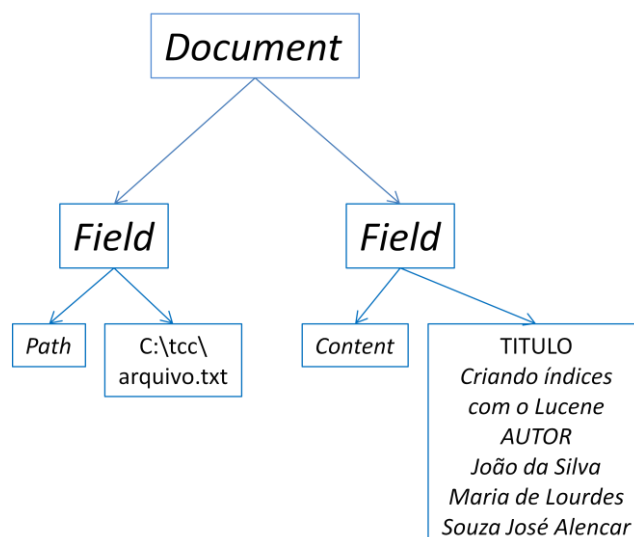 Document
Field
Field
Path
C:\tcc\
arquivo.txt
Content
TITULO
Criando índices
com o Lucene
AUTOR
João da Silva
Maria de Lourdes
Souza José Alencar